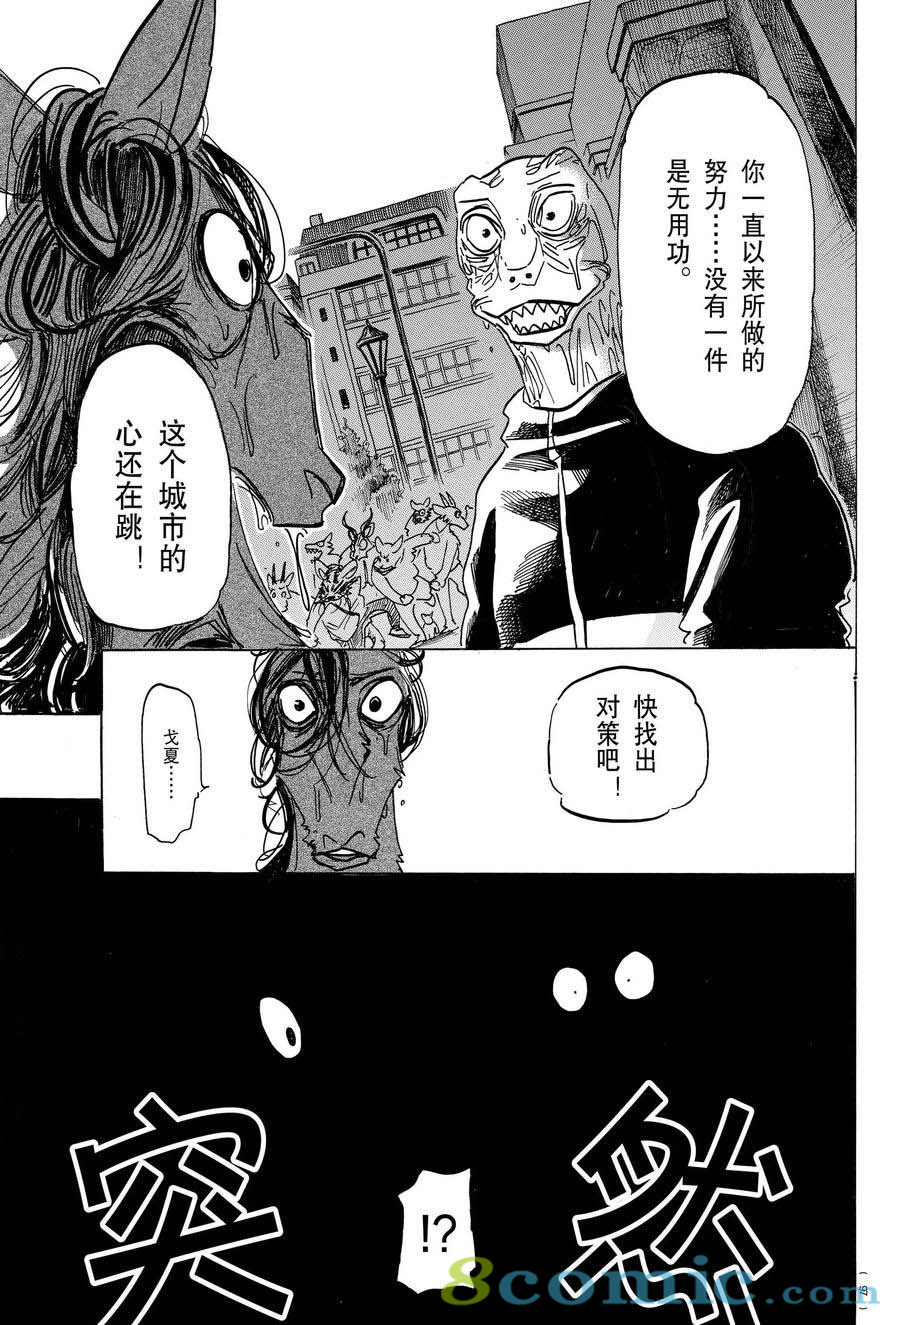 你一直以来所做的
努力……没有一件
是无用功。
这个城市的
心还在跳！
快找出
对策吧！
戈夏……
突然
!?
8comic.com